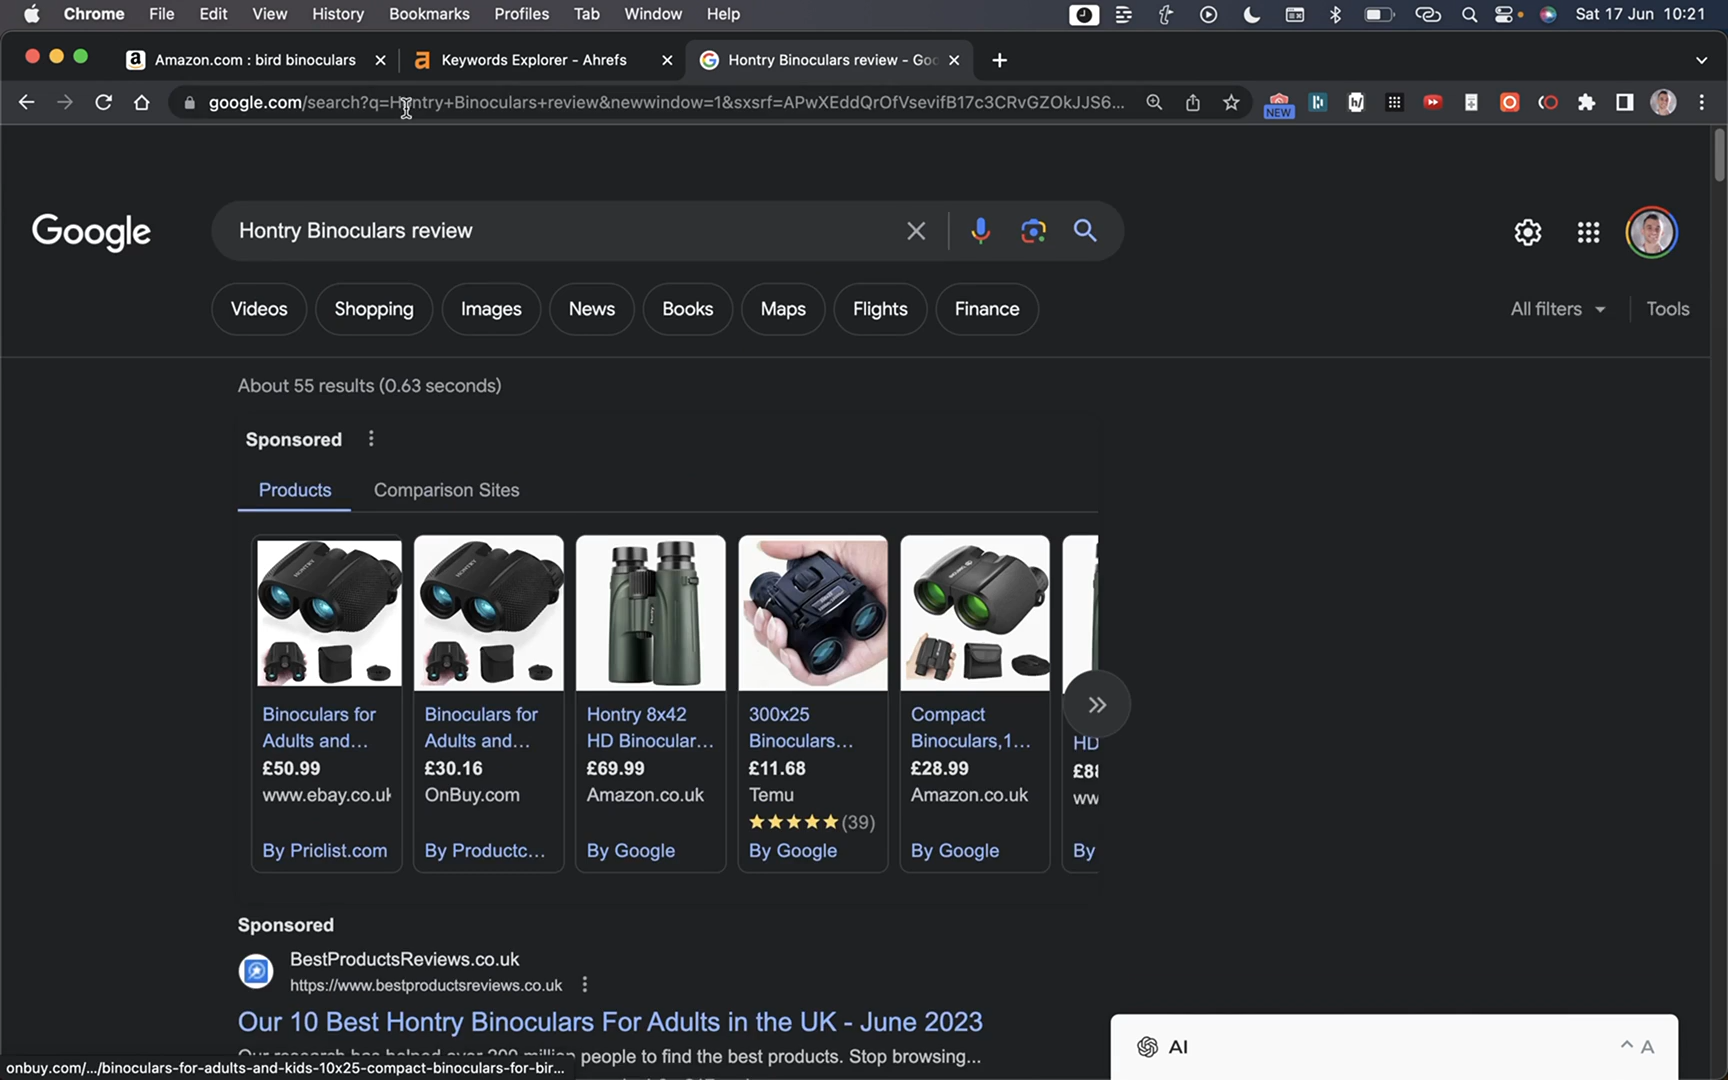 Chrome File Edit View History Bookmarks Profiles Tab Window Help Sat 17 Jun 10:21
Amazon.com : bird binoculars Keywords Explorer - Ahrefs Hontry Binoculars review - Goo
google.com/search?q=Hontry+Binoculars+review&newwindow=1&sxsrf=APwXEddQrOfVsevifB17c3CRvGZOkJJS6... NEW
Google Hontry Binoculars review
Videos Shopping Images News Books Maps Flights Finance All filters Tools
About 55 results (0.63 seconds)
Sponsored
Products Comparison Sites
Binoculars for Adults and...
£50.99
www.ebay.co.uk
By Priclist.com
Binoculars for Adults and...
£30.16
OnBuy.com
By Productc...
Hontry 8x42
HD Binocular...
£69.99
Amazon.co.uk
By Google
300x25
Binoculars...
£11.68
Temu
(39)
By Google
Compact
Binoculars,1...
£28.99
Amazon.co.uk
By Google
HD
£88
ww
By
Sponsored
BestProductsReviews.co.uk
https://www.bestproductsreviews.co.uk
Our 10 Best Hontry Binoculars For Adults in the UK - June 2023
Our research has helped over 200 million people to find the best products. Stop browsing...
onbuy.com/.../binoculars-for-adults-and-kids-10x25-compact-binoculars-for-bir...
AI ^ A